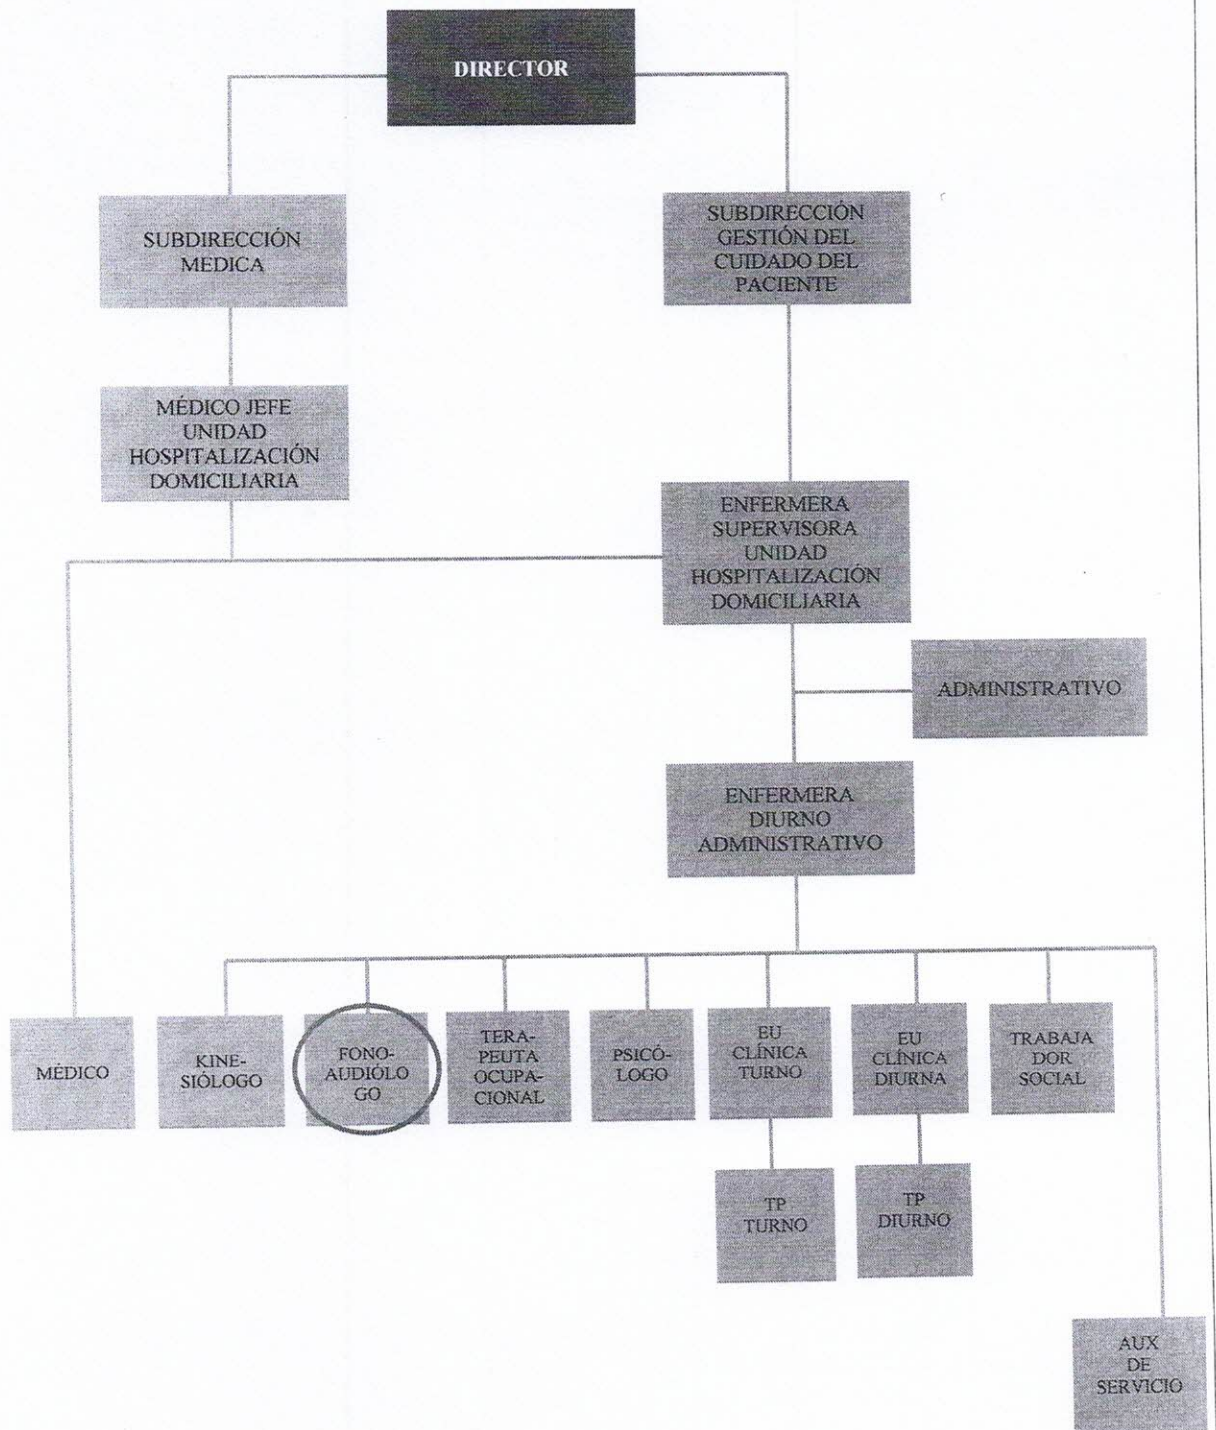 DIRECTOR
SUBDIRECCIÓN
MEDICA
SUBDIRECCIÓN
GESTIÓN DEL
CUIDADO DEL
PACIENTE
MÉDICO JEFE
UNIDAD
HOSPITALIZACIÓN
DOMICILIARIA
ENFERMERA
SUPERVISORA
UNIDAD
HOSPITALIZACIÓN
DOMICILIARIA
ADMINISTRATIVO
ENFERMERA
DIURNO
ADMINISTRATIVO
MÉDICO
KINE-
SIÓLOGO
FONO-
AUDIÓLO
GO
TERA-
PEUTA
OCUPA-
CIONAL
PSICÓ-
LOGO
EU
CLÍNICA
TURNO
EU
CLÍNICA
DIURNA
TRABAJA
DOR
SOCIAL
TP
TURNO
TP
DIURNO
AUX
DE
SERVICIO